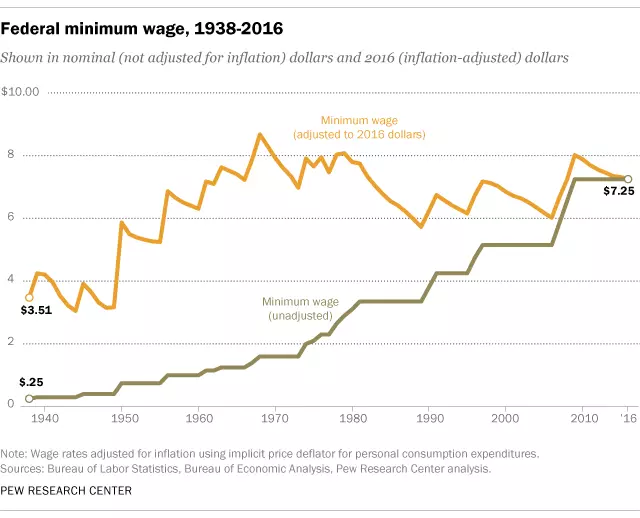 Federal minimum wage, 1938-2016
Shown in nominal (not adjusted for inflation) dollars and 2016 (inflation-adjusted) dollars
$10.00
Minimum wage
(adjusted to 2016 dollars)
8
$7.25
6
4
$3.51
Minimum wage
(unadjusted)
2
$.25
0
1940 1950 1960 1970 1980 1990 2000 2010 '16
Note: Wage rates adjusted for inflation using implicit price deflator for personal consumption expenditures.
Sources: Bureau of Labor Statistics, Bureau of Economic Analysis, Pew Research Center analysis.
PEW RESEARCH CENTER